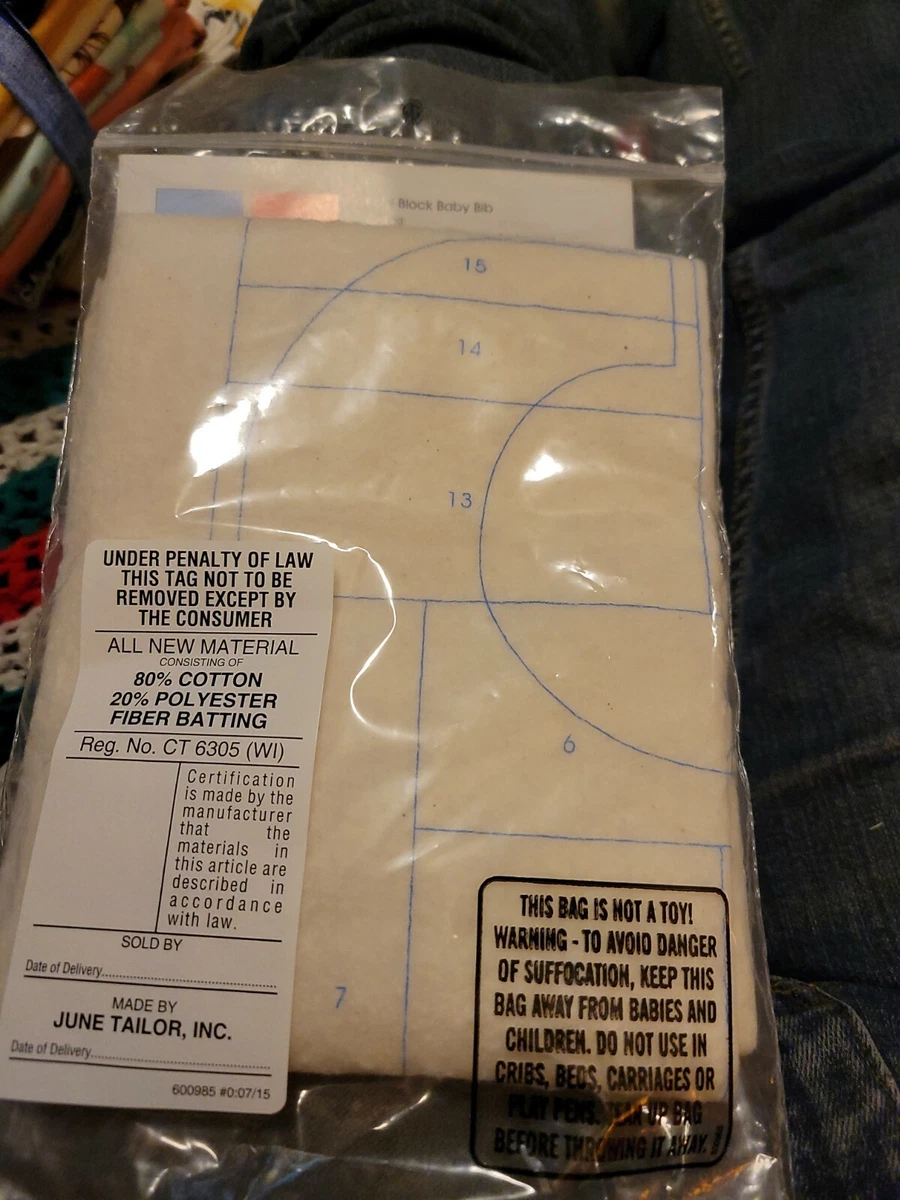 Block Baby Bib
15
14
13
6
7
UNDER PENALTY OF LAW
THIS TAG NOT TO BE
REMOVED EXCEPT BY
THE CONSUMER
ALL NEW MATERIAL
CONSISTING OF
80% COTTON
20% POLYESTER
FIBER BATTING
Reg. No. CT 6305 (WI)
Certification
is made by the
manufacturer
that the
materials in
this article are
described in
accordance
with law.
SOLD BY
Date of Delivery
MADE BY
JUNE TAILOR, INC.
Date of Delivery
600985 #0:07/15
THIS BAG IS NOT A TOY!
WARNING - TO AVOID DANGER
OF SUFFOCATION, KEEP THIS
BAG AWAY FROM BABIES AND
CHILDREN. DO NOT USE IN
CRIBS, BEDS, CARRIAGES OR
PLAY PENS. TEAR UP BAG
BEFORE THROWING IT AWAY.